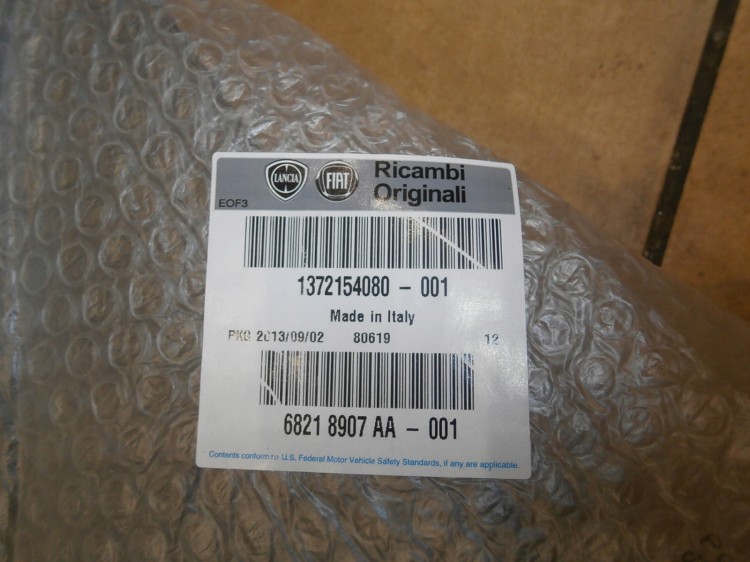 LANCIA FIAT Ricambi
Originali
EOF3
1372154080 - 001
Made in Italy
PKG 2013/09/02 80619 12
6821 8907 AA - 001
Contents conform to U.S. Federal Motor Vehicle Safety Standards, if any are applicable.